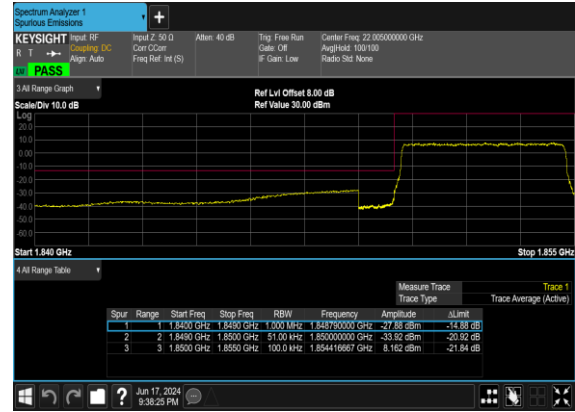 Spectrum Analyzer 1
Spurious Emissions
KEYSIGHT Input: RF Input Z: 50 Ω Atten: 40 dB Trig: Free Run Center Freq: 22.005000000 GHz
R T Coupling: DC Corr CCorr Gate: Off Avg|Hold: 100/100
Align: Auto Freq Ref: Int (S) IF Gain: Low Radio Std: None
PASS
3 All Range Graph
Ref Lvl Offset 8.00 dB
Scale/Div 10.0 dB Ref Value 30.00 dBm
Log
20.0
10.0
0.00
-10.0
-20.0
-30.0
-40.0
-50.0
-60.0
Start 1.840 GHz Stop 1.855 GHz
4 All Range Table
Measure Trace Trace 1
Trace Type Trace Average (Active)
Spur Range Start Freq Stop Freq RBW Frequency Amplitude ΔLimit
1 1 1.8400 GHz 1.8490 GHz 1.000 MHz 1.848790000 GHz -27.88 dBm -14.88 dB
2 2 1.8490 GHz 1.8500 GHz 51.00 kHz 1.850000000 GHz -33.92 dBm -20.92 dB
3 3 1.8500 GHz 1.8550 GHz 100.0 kHz 1.854416667 GHz 8.162 dBm -21.84 dB
? Jun 17, 2024
9:38:25 PM